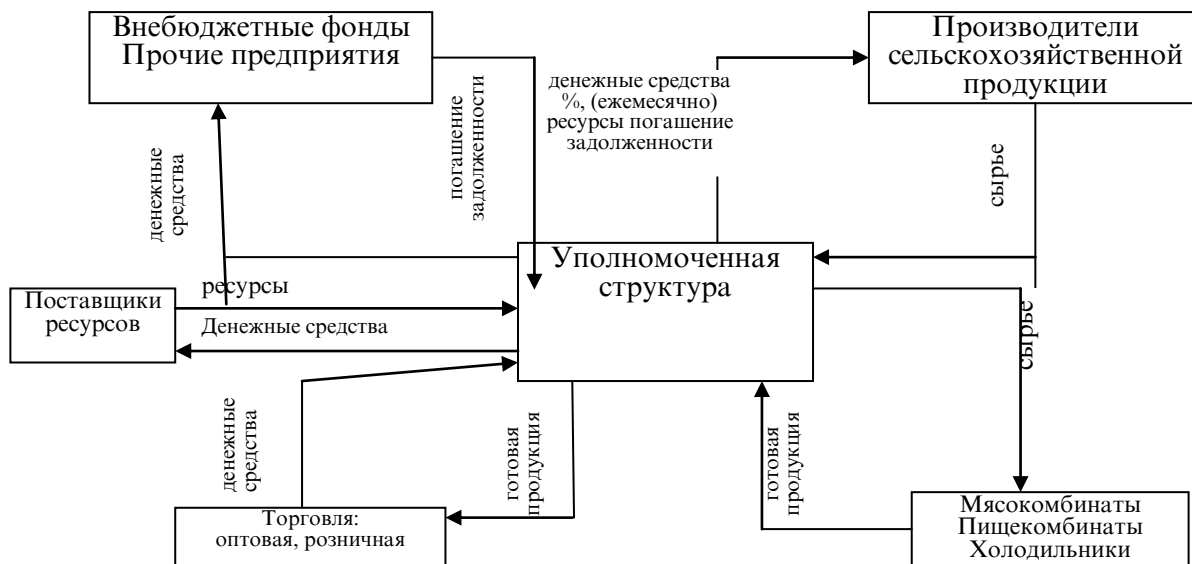 Внебюджетные фонды
Прочие предприятия
Производители
сельскохозяйственной
продукции
денежные средства
%, (ежемесячно)
ресурсы погашение
задолженности
денежные
средства
погашение
задолженности
сырье
Уполномоченная
структура
ресурсы
Поставщики
ресурсов
Денежные средства
сырье
денежные
средства
готовая
продукция
готовая
продукция
Торговля:
оптовая, розничная
Мясокомбинаты
Пищекомбинаты
Холодильники